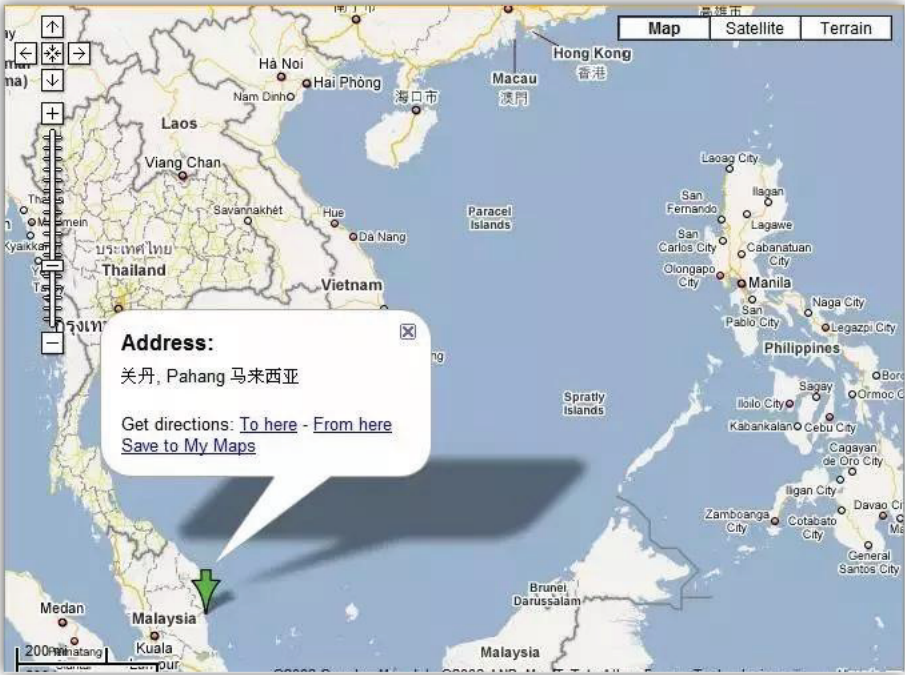 Map
Satellite
Terrain
高雄市
Hong Kong
香港
Macau
澳門
Hà Noi
Hai Phòng
Nam Dinh
海口市
Laos
Viang Chan
Laoag City
San
Fernando
Ilagan
Lagawe
Savannakhét
Hue
Da Nang
Paracel
Islands
San
Carlos City
Cabanatuan
City
ประเทศไทย
Thailand
Olongapo
City
Manila
Vietnam
San
Pablo City
Naga City
Legazpi City
Philippines
Address:
关丹, Pahang 马来西亚
Get directions: To here - From here
Save to My Maps
Spratly
Islands
Sagay
Iloilo City
Ormoc C
Kabankalan
Cebu City
Cagayan
de Oro City
Iligan City
Zamboanga
City
Cotabato
City
Davao Ci
General
Santos City
Brunei
Darussalam
Medan
Malaysia
Kuala
Malaysia
200 mi